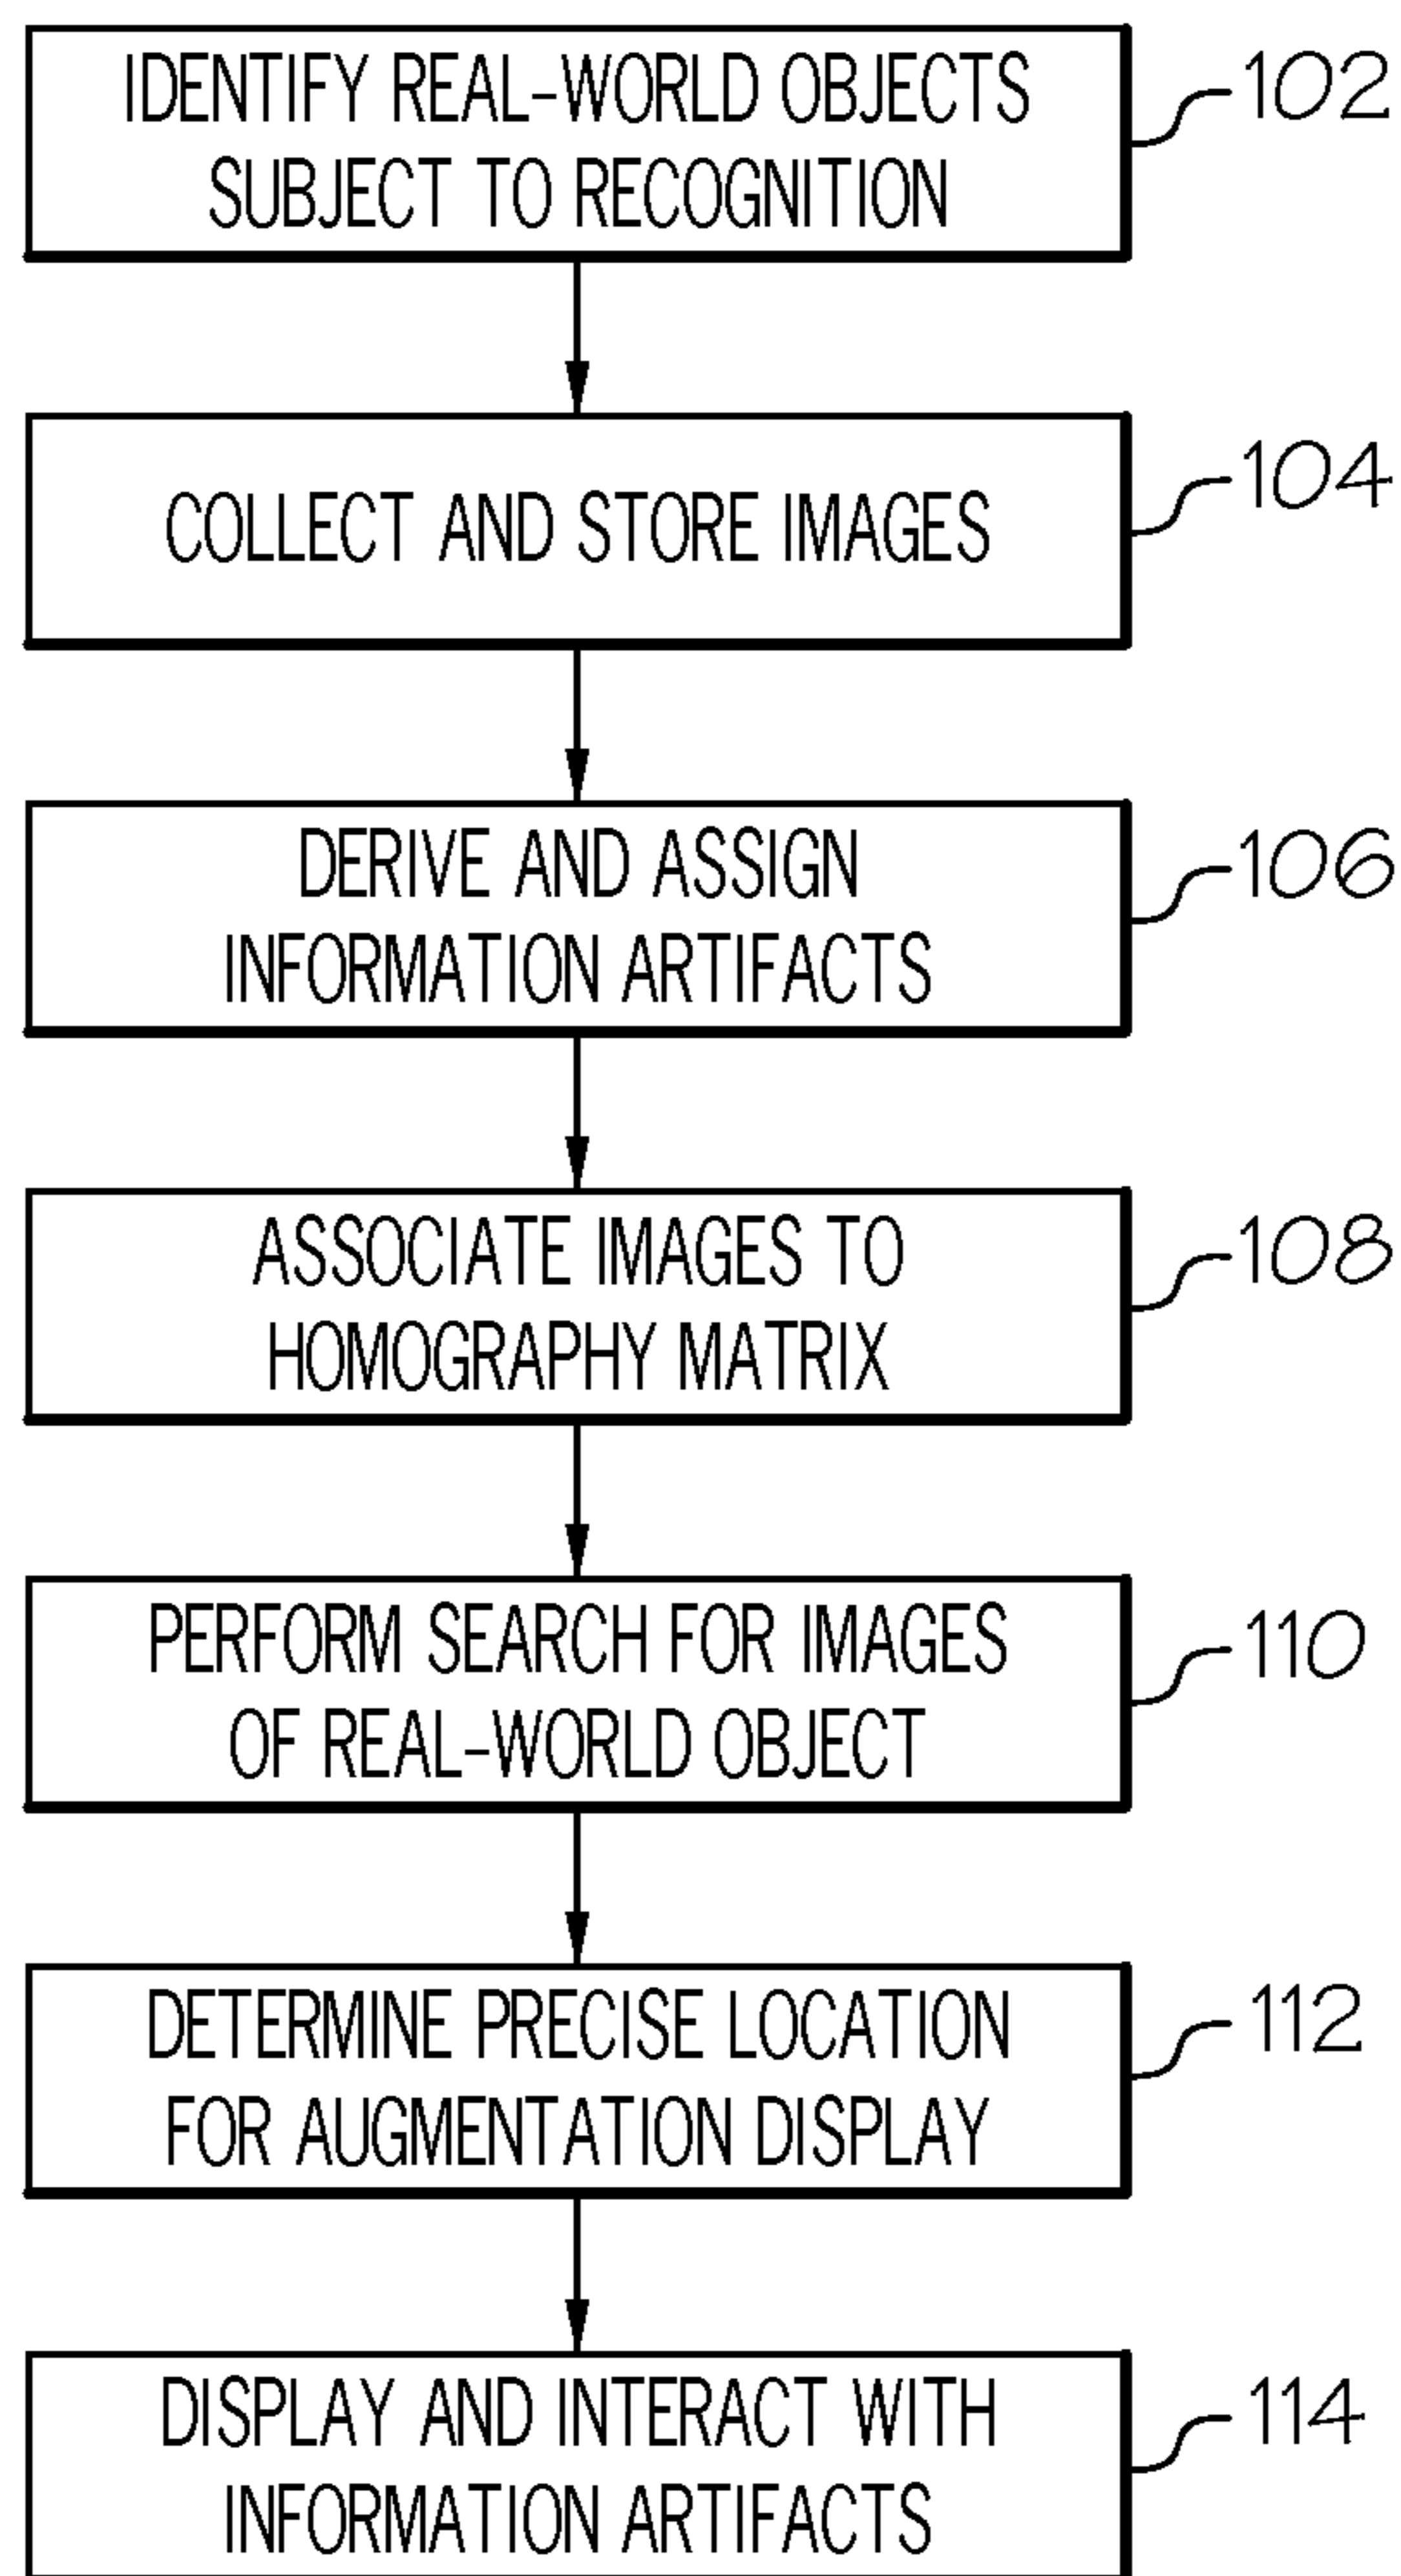 IDENTIFY REAL-WORLD OBJECTS
SUBJECT TO RECOGNITION
102
COLLECT AND STORE IMAGES
104
DERIVE AND ASSIGN
INFORMATION ARTIFACTS
106
ASSOCIATE IMAGES TO
HOMOGRAPHY MATRIX
108
PERFORM SEARCH FOR IMAGES
OF REAL-WORLD OBJECT
110
DETERMINE PRECISE LOCATION
FOR AUGMENTATION DISPLAY
112
DISPLAY AND INTERACT WITH
INFORMATION ARTIFACTS
114